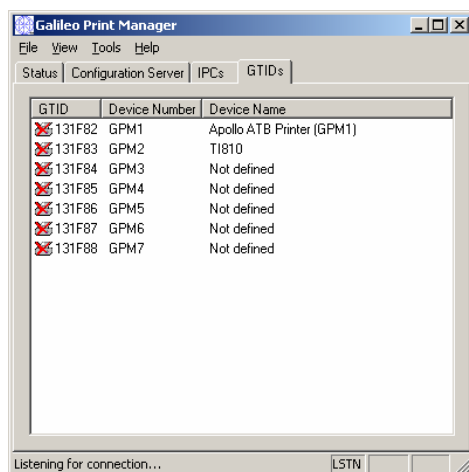 Galileo Print Manager
File View Tools Help
Status Configuration Server IPCs GTIDs
GTID Device Number Device Name
131F82 GPM1 Apollo ATB Printer (GPM1)
131F83 GPM2 TI810
131F84 GPM3 Not defined
131F85 GPM4 Not defined
131F86 GPM5 Not defined
131F87 GPM6 Not defined
131F88 GPM7 Not defined
Listening for connection... LSTN